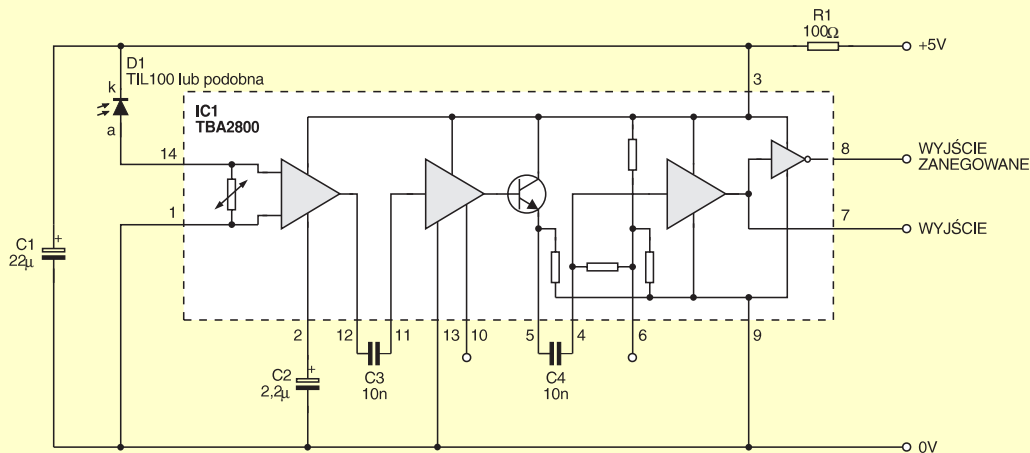 R1
100Ω
+5V
D1
TIL100 lub podobna
k
a
3
IC1
TBA2800
14
8
WYJŚCIE
ZANEGOWANE
1
7
WYJŚCIE
C1
+
22µ
2
12
11
13
10
5
4
6
9
C2
+
2,2µ
C3
10n
C4
10n
0V